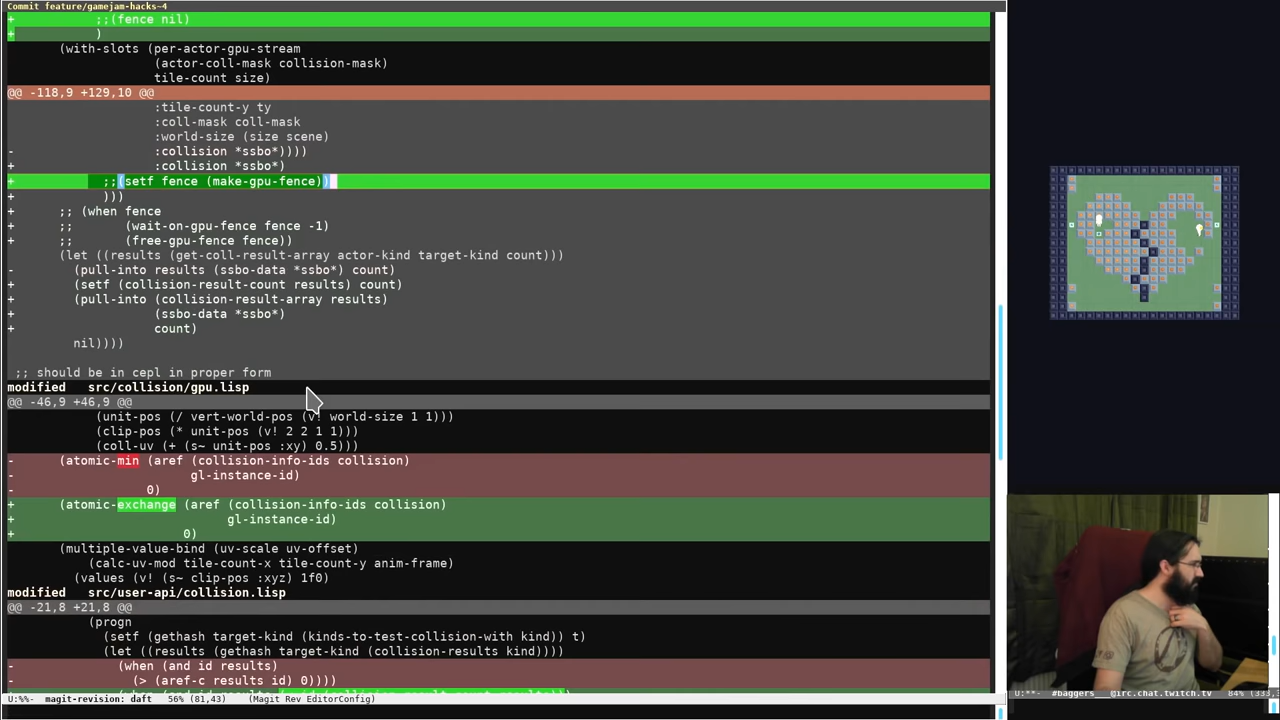 Commit feature/gamejam-hacks~4
+           ;;(fence nil)
+           )
       (with-slots (per-actor-gpu-stream
                    (actor-coll-mask collision-mask)
                    tile-count size)
@@ -118,9 +129,10 @@
                    :tile-count-y ty
                    :coll-mask coll-mask
                    :world-size (size scene)
-                   :collision *ssbo*))))
+                   :collision *ssbo*)
+            ;;(setf fence (make-gpu-fence))
+            )))
+      ;; (when fence
+      ;;       (wait-on-gpu-fence fence -1)
+      ;;       (free-gpu-fence fence))
       (let ((results (get-coll-result-array actor-kind target-kind count)))
-        (pull-into results (ssbo-data *ssbo*) count)
+        (setf (collision-result-count results) count)
+        (pull-into (collision-result-array results)
+                   (ssbo-data *ssbo*)
+                   count)
         nil))))
 ;; should be in cepl in proper form
modified   src/collision/gpu.lisp
@@ -46,9 +46,9 @@
            (unit-pos (/ vert-world-pos (v! world-size 1 1)))
            (clip-pos (* unit-pos (v! 2 2 1 1)))
            (coll-uv (+ (s~ unit-pos :xy) 0.5)))
-      (atomic-min (aref (collision-info-ids collision)
-                        gl-instance-id)
-                  0)
+      (atomic-exchange (aref (collision-info-ids collision)
+                             gl-instance-id)
+                       0)
       (multiple-value-bind (uv-scale uv-offset)
           (calc-uv-mod tile-count-x tile-count-y anim-frame)
         (values (v! (s~ clip-pos :xyz) 1f0)
modified   src/user-api/collision.lisp
@@ -21,8 +21,8 @@
           (progn
             (setf (gethash target-kind (kinds-to-test-collision-with kind)) t)
             (let ((results (gethash target-kind (collision-results kind))))
-              (when (and id results)
-                (> (aref-c results id) 0))))
U:%%-  magit-revision: daft   56% (81,43)      (Magit Rev EditorConfig)
U:**-  #baggers___@irc.chat.twitch.tv   84% (333,